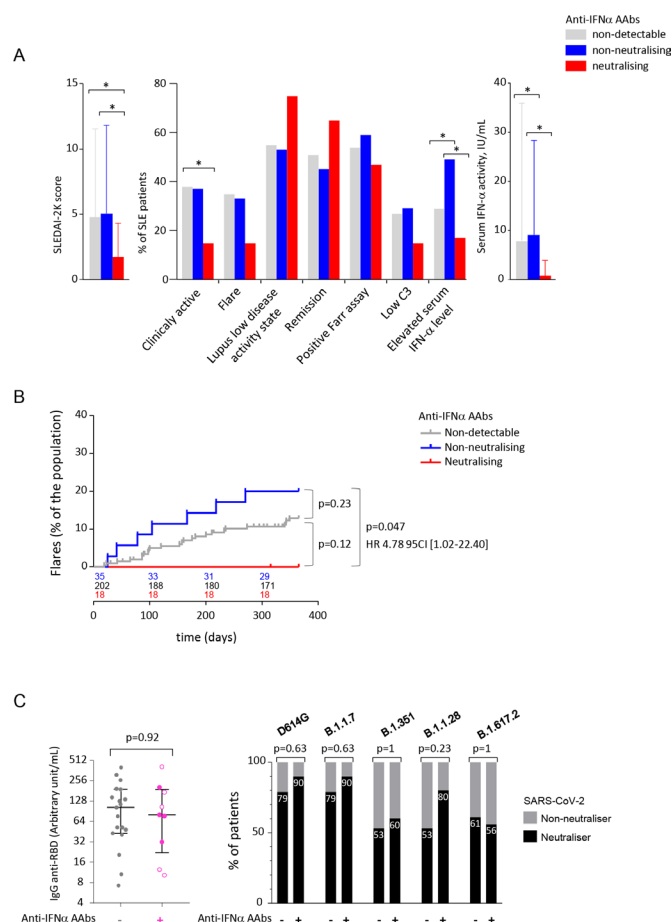 Anti-IFNα AAbs
non-detectable
non-neutralising
neutralising
A
SLEDAI-2K score
15
10
5
0
*
*
% of SLE patients
80
60
40
20
0
*
*
*
Clinicaly active
Flare
Lupus low disease
activity state
Remission
Positive Farr assay
Low C3
Elevated serum
IFN-α level
Serum IFN-α activity, IU/mL
40
30
20
10
0
*
*
B
Anti-IFNα AAbs
Non-detectable
Non-neutralising
Neutralising
Flares (% of the population)
40
30
20
10
0
p=0.23
p=0.12
p=0.047
HR 4.78 95CI [1.02-22.40]
35 33 31 29
202 188 180 171
18 18 18 18
0 100 200 300 400
time (days)
C
p=0.92
IgG anti-RBD (Arbitrary unit/mL)
512
256
128
64
32
16
8
4
Anti-IFNα AAbs - +
D614G B.1.1.7 B.1.351 B.1.1.28 B.1.617.2
p=0.63 p=0.63 p=1 p=0.23 p=1
% of patients
100
50
0
79 90 79 90 53 60 53 80 61 56
SARS-CoV-2
Non-neutraliser
Neutraliser
Anti-IFNα AAbs - + - + - + - + - +